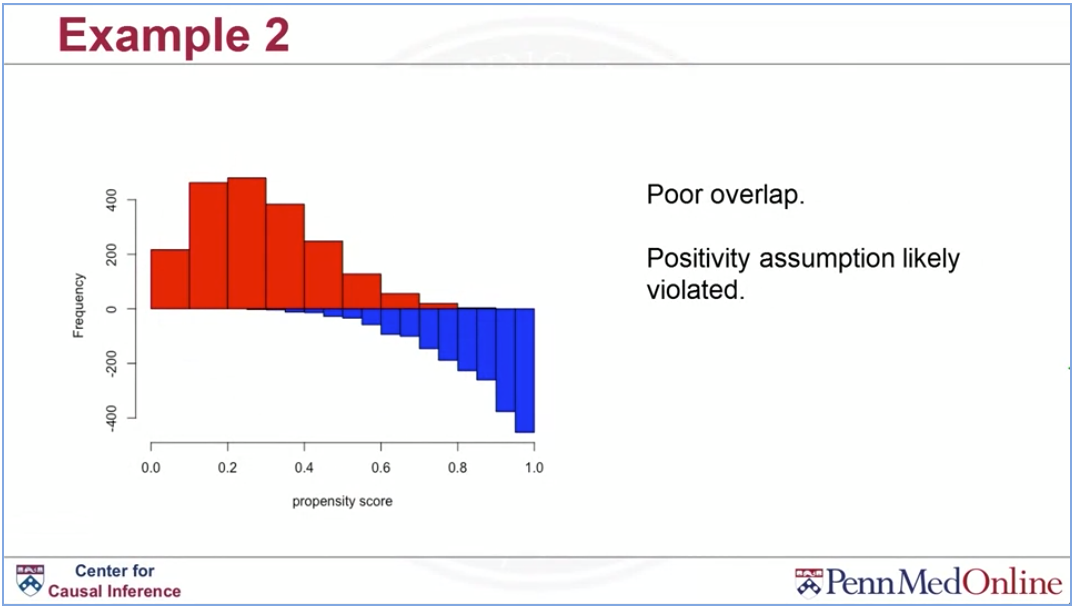 Example 2
Poor overlap.
Positivity assumption likely
violated.
Frequency
400
200
0
-200
-400
0.0 0.2 0.4 0.6 0.8 1.0
propensity score
Center for
Causal Inference
PennMedOnline